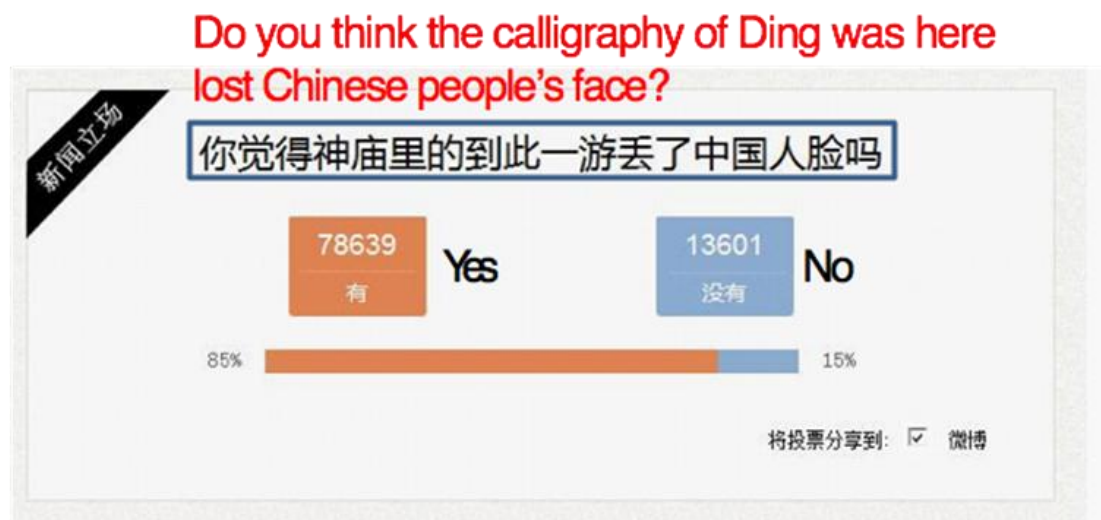 Do you think the calligraphy of Ding was here
lost Chinese people's face?
新闻立场
你觉得神庙里的到此一游丢了中国人脸吗
78639
有
Yes
13601
没有
No
85%
15%
将投票分享到: 微博